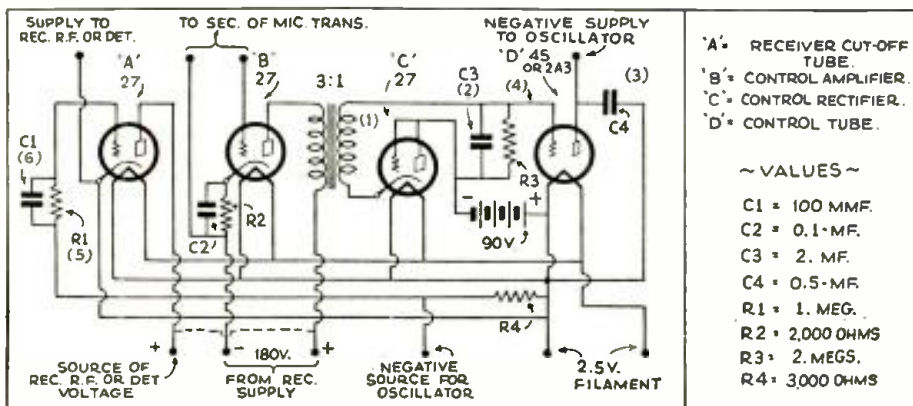 SUPPLY TO
REC. R.F. OR DET.
TO SEC. OF MIC. TRANS.
NEGATIVE SUPPLY
TO OSCILLATOR
'A'
27
'B'
27
3:1
'C'
27
C3
(2)
'D' 45
OR 2A3
(4)
(3)
C4
(1)
C1
(6)
R1
(5)
C2
R2
R3
-
+
90V
R4
+
-
180V.
+
SOURCE OF
REC. R.F. OR DET
VOLTAGE
FROM REC.
SUPPLY
NEGATIVE
SOURCE FOR
OSCILLATOR
2.5V.
FILAMENT
'A'= RECEIVER CUT-OFF
TUBE.
'B'= CONTROL AMPLIFIER.
'C'= CONTROL RECTIFIER.
'D'= CONTROL TUBE.
~ VALUES ~
C1 = 100 MMF.
C2 = 0.1-MF.
C3 = 2. MF.
C4 = 0.5-MF.
R1 = 1. MEG.
R2 = 2,000 OHMS
R3 = 2. MEGS.
R4 = 3,000 OHMS